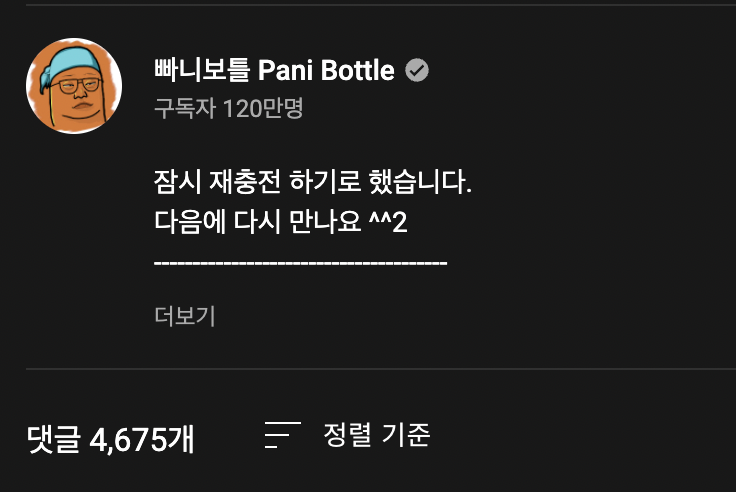 빠니보틀 Pani Bottle
구독자 120만명
잠시 재충전 하기로 했습니다.
다음에 다시 만나요 ^^2
---------------------------------------
더보기
댓글 4,675개
정렬 기준